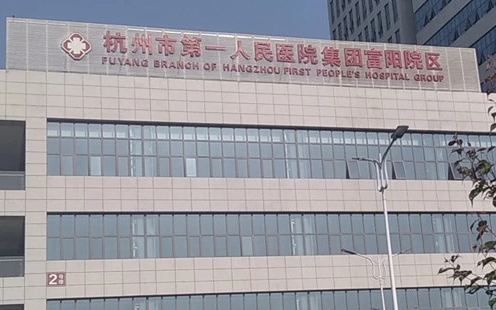 杭州市第一人民医院集团富阳院区
FUYANG BRANCH OF HANGZHOU FIRST PEOPLE'S HOSPITAL GROUP
2